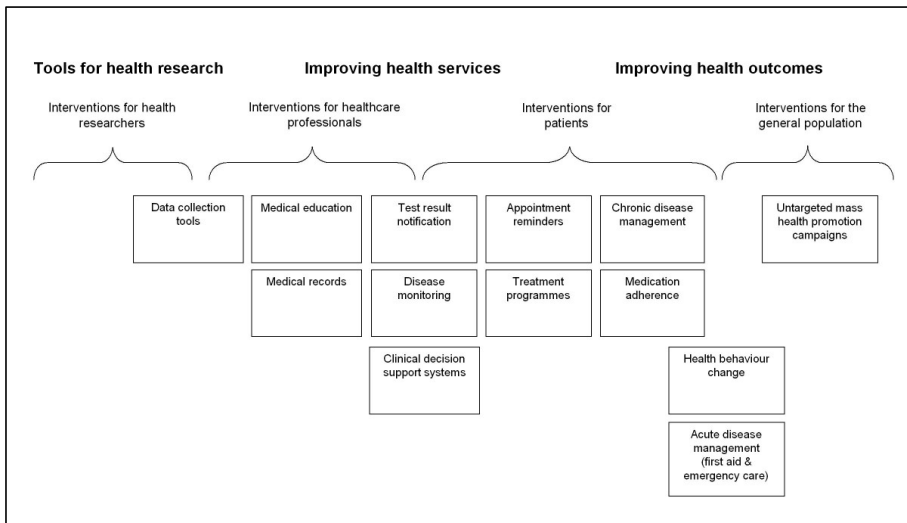 Tools for health research
Improving health services
Improving health outcomes
Interventions for health
researchers
Interventions for healthcare
professionals
Interventions for
patients
Interventions for the
general population
Data collection
tools
Medical education
Test result
notification
Appointment
reminders
Chronic disease
management
Untargeted mass
health promotion
campaigns
Medical records
Disease
monitoring
Treatment
programmes
Medication
adherence
Clinical decision
support systems
Health behaviour
change
Acute disease
management
(first aid &
emergency care)